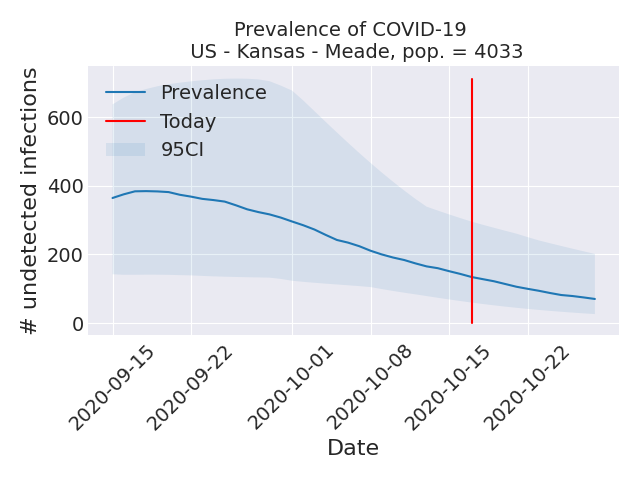 Prevalence of COVID-19
US - Kansas - Meade, pop. = 4033
# undetected infections
600
400
200
0
Prevalence
Today
95CI
2020-09-15
2020-09-22
2020-10-01
2020-10-08
2020-10-15
2020-10-22
Date